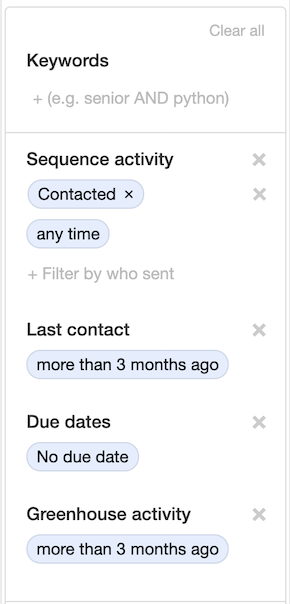 Clear all
Keywords
+ (e.g. senior AND python)
Sequence activity ×
Contacted × ×
any time
+ Filter by who sent
Last contact ×
more than 3 months ago
Due dates ×
No due date
Greenhouse activity ×
more than 3 months ago